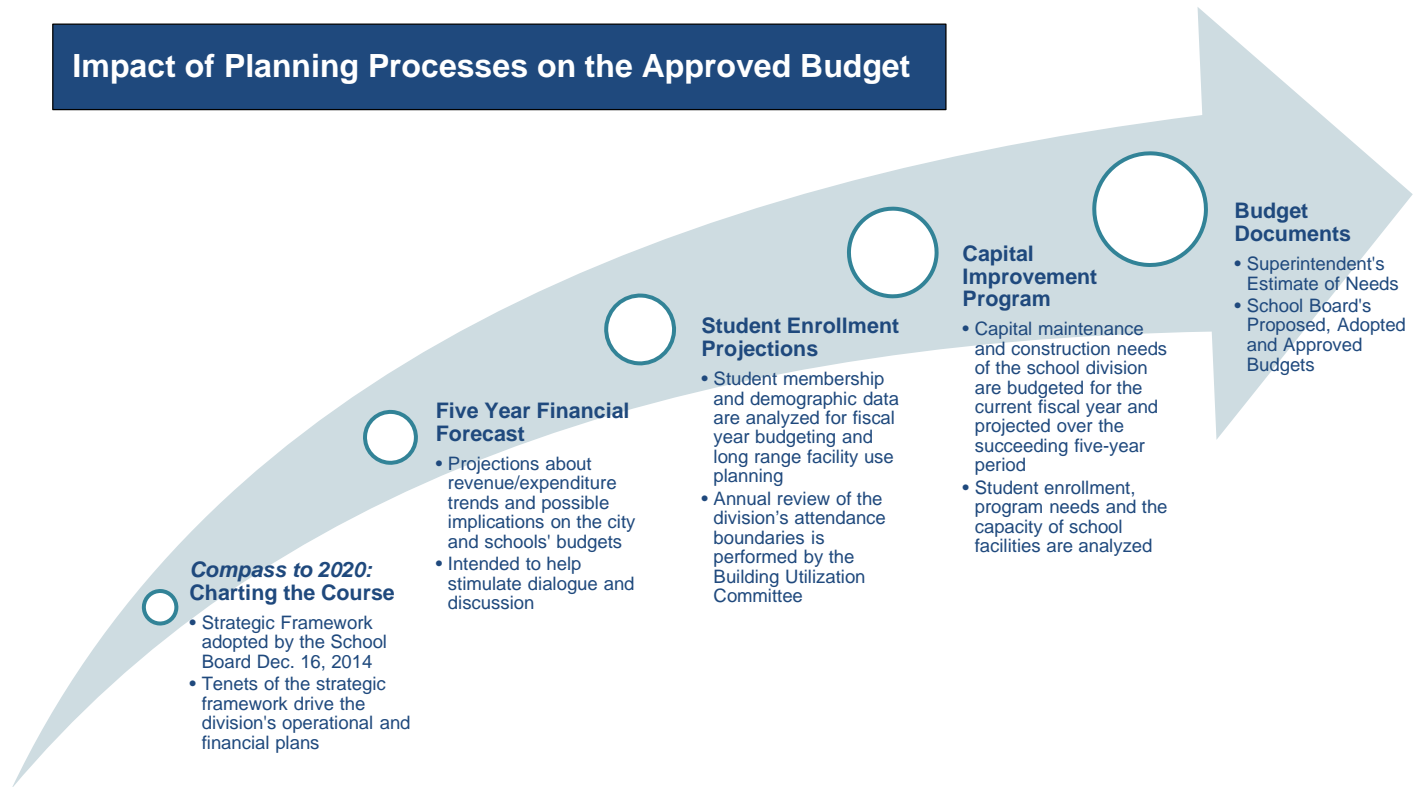 Impact of Planning Processes on the Approved Budget
Compass to 2020:
Charting the Course
• Strategic Framework
adopted by the School
Board Dec. 16, 2014
• Tenets of the strategic
framework drive the
division's operational and
financial plans
Five Year Financial
Forecast
• Projections about
revenue/expenditure
trends and possible
implications on the city
and schools' budgets
• Intended to help
stimulate dialogue and
discussion
Student Enrollment
Projections
• Student membership
and demographic data
are analyzed for fiscal
year budgeting and
long range facility use
planning
• Annual review of the
division’s attendance
boundaries is
performed by the
Building Utilization
Committee
Capital
Improvement
Program
• Capital maintenance
and construction needs
of the school division
are budgeted for the
current fiscal year and
projected over the
succeeding five-year
period
• Student enrollment,
program needs and the
capacity of school
facilities are analyzed
Budget
Documents
• Superintendent's
Estimate of Needs
• School Board's
Proposed, Adopted
and Approved
Budgets